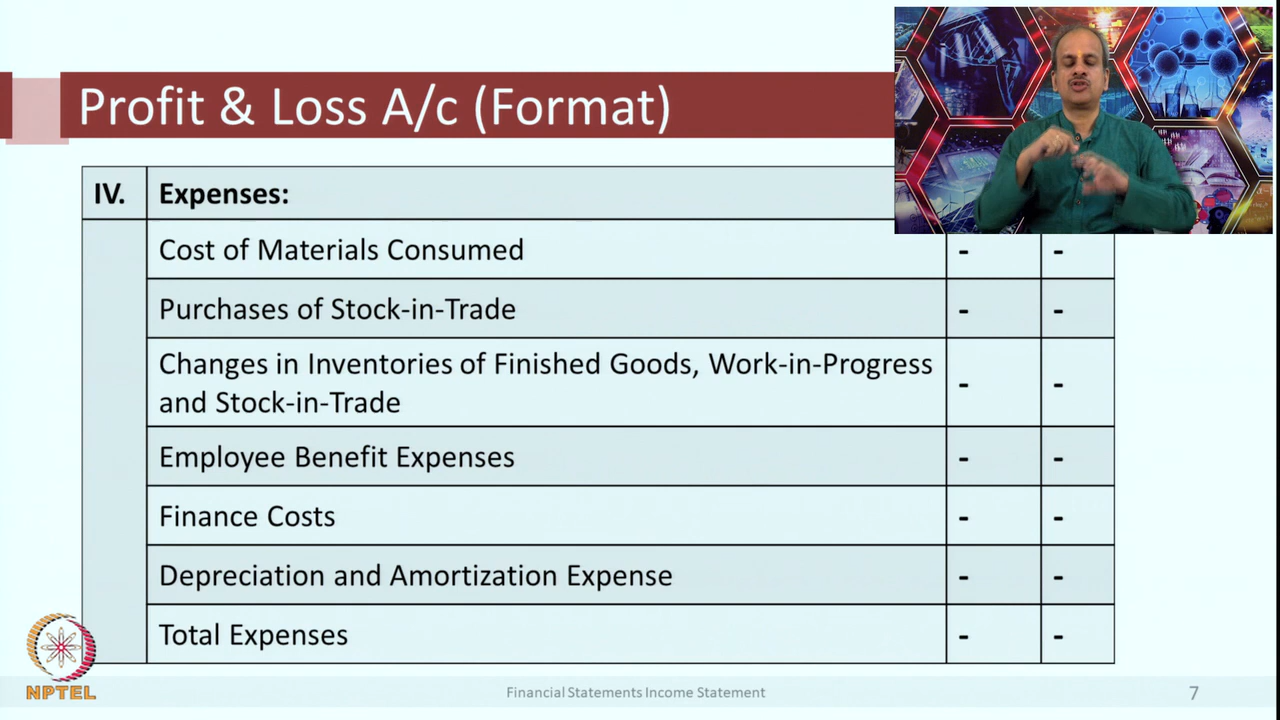 Profit & Loss A/c (Format)
IV. Expenses:
Cost of Materials Consumed - -
Purchases of Stock-in-Trade - -
Changes in Inventories of Finished Goods, Work-in-Progress
and Stock-in-Trade - -
Employee Benefit Expenses - -
Finance Costs - -
Depreciation and Amortization Expense - -
Total Expenses - -
NPTEL
Financial Statements Income Statement
7